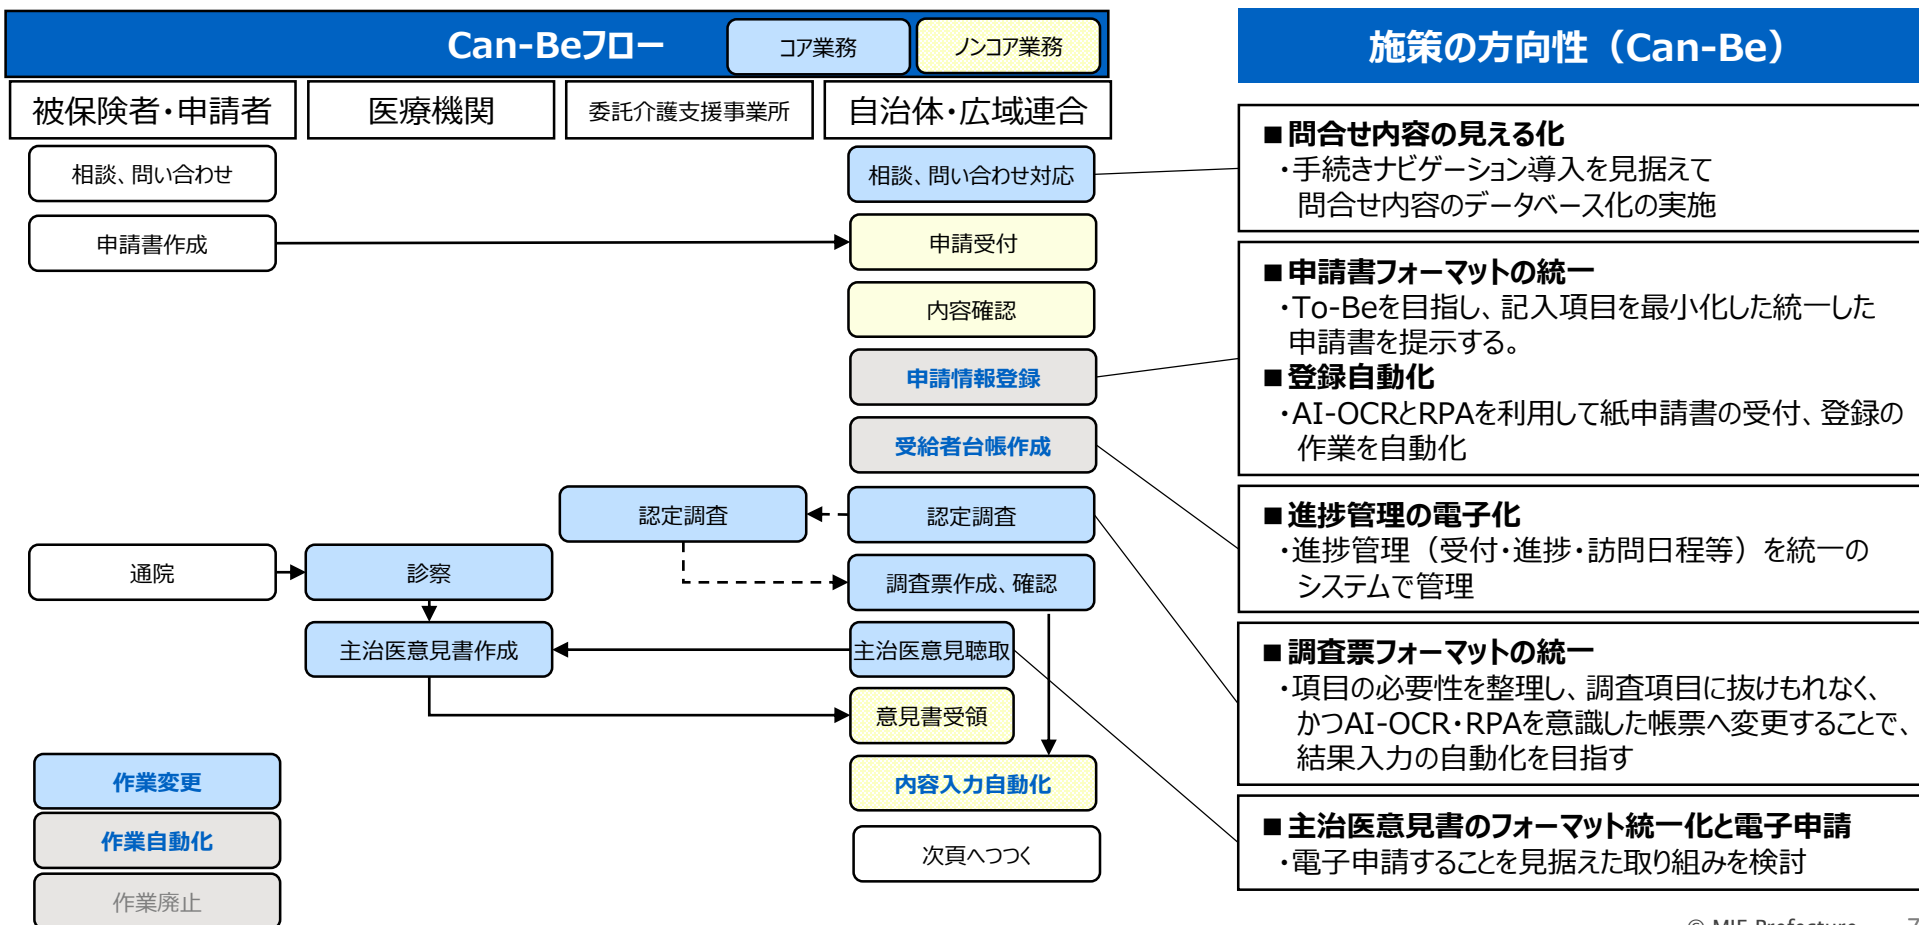 Can-Beフロー
コア業務
ノンコア業務
施策の方向性（Can-Be）
被保険者・申請者
医療機関
委託介護支援事業所
自治体・広域連合
相談、問い合わせ
相談、問い合わせ対応
申請書作成
申請受付
内容確認
申請情報登録
受給者台帳作成
認定調査
認定調査
通院
診察
調査票作成、確認
主治医意見書作成
主治医意見聴取
意見書受領
内容入力自動化
次頁へつつく
作業変更
作業自動化
作業廃止
■問合せ内容の見える化
・手続きナビゲーション導入を見据えて
問合せ内容のデータベース化の実施
■申請書フォーマットの統一
・To-Beを目指し、記入項目を最小化した統一した
申請書を提示する。
■登録自動化
・AI-OCRとRPAを利用して紙申請書の受付、登録の
作業を自動化
■進捗管理の電子化
・進捗管理（受付・進捗・訪問日程等）を統一の
システムで管理
■調査票フォーマットの統一
・項目の必要性を整理し、調査項目に抜けもれなく、
かつAI-OCR・RPAを意識した帳票へ変更することで、
結果入力の自動化を目指す
■主治医意見書のフォーマット統一化と電子申請
・電子申請することを見据えた取り組みを検討
© MIE Prefecture